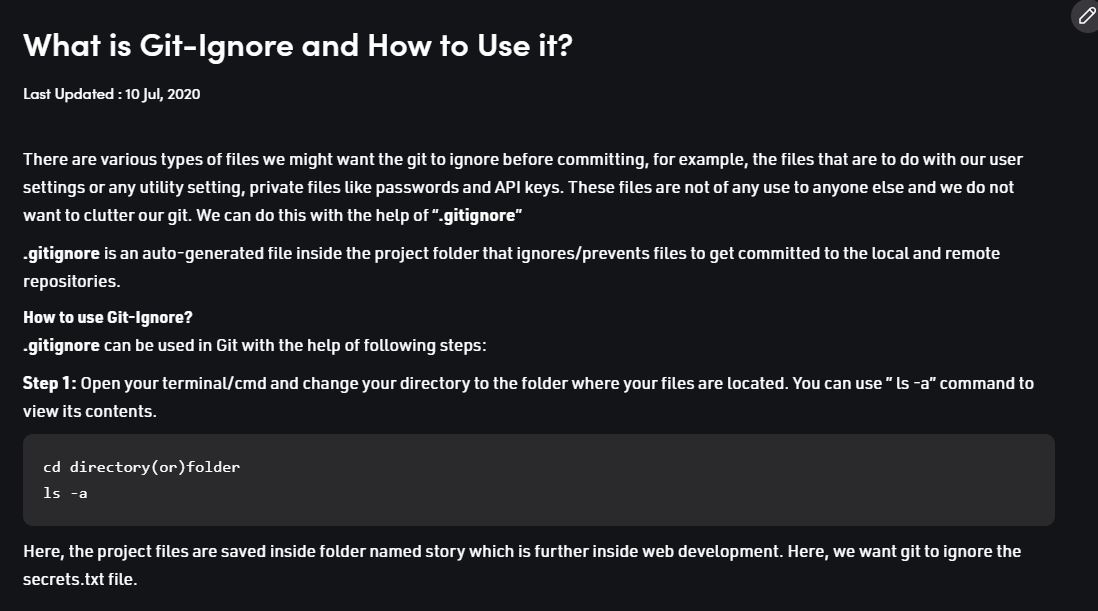 What is Git-Ignore and How to Use it?
Last Updated : 10 Jul, 2020
There are various types of files we might want the git to ignore before committing, for example, the files that are to do with our user
settings or any utility setting, private files like passwords and API keys. These files are not of any use to anyone else and we do not
want to clutter our git. We can do this with the help of “.gitignore”
.gitignore is an auto-generated file inside the project folder that ignores/prevents files to get committed to the local and remote
repositories.
How to use Git-Ignore?
.gitignore can be used in Git with the help of following steps:
Step 1: Open your terminal/cmd and change your directory to the folder where your files are located. You can use ” ls -a” command to
view its contents.
cd directory(or)folder
ls -a
Here, the project files are saved inside folder named story which is further inside web development. Here, we want git to ignore the
secrets.txt file.